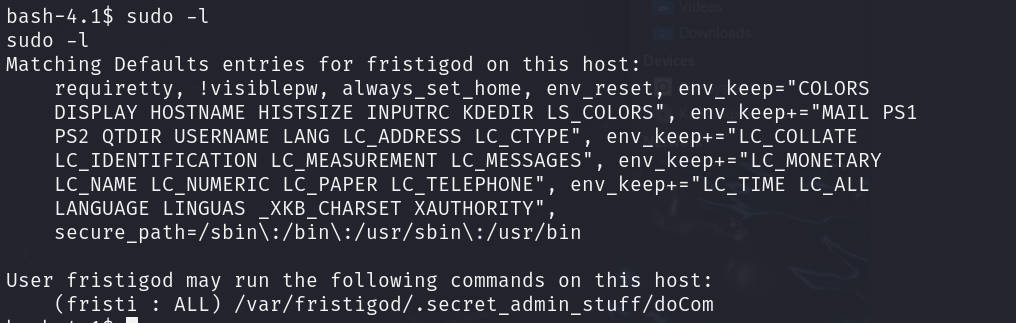 Videos
Downloads
Devices
bash-4.1$ sudo -l
sudo -l
Matching Defaults entries for fristigod on this host:
    requiretty, !visiblepw, always_set_home, env_reset, env_keep="COLORS
    DISPLAY HOSTNAME HISTSIZE INPUTRC KDEDIR LS_COLORS", env_keep+="MAIL PS1
    PS2 QTDIR USERNAME LANG LC_ADDRESS LC_CTYPE", env_keep+="LC_COLLATE
    LC_IDENTIFICATION LC_MEASUREMENT LC_MESSAGES", env_keep+="LC_MONETARY
    LC_NAME LC_NUMERIC LC_PAPER LC_TELEPHONE", env_keep+="LC_TIME LC_ALL
    LANGUAGE LINGUAS _XKB_CHARSET XAUTHORITY",
    secure_path=/sbin\:/bin\:/usr/sbin\:/usr/bin
User fristigod may run the following commands on this host:
    (fristi : ALL) /var/fristigod/.secret_admin_stuff/doCom